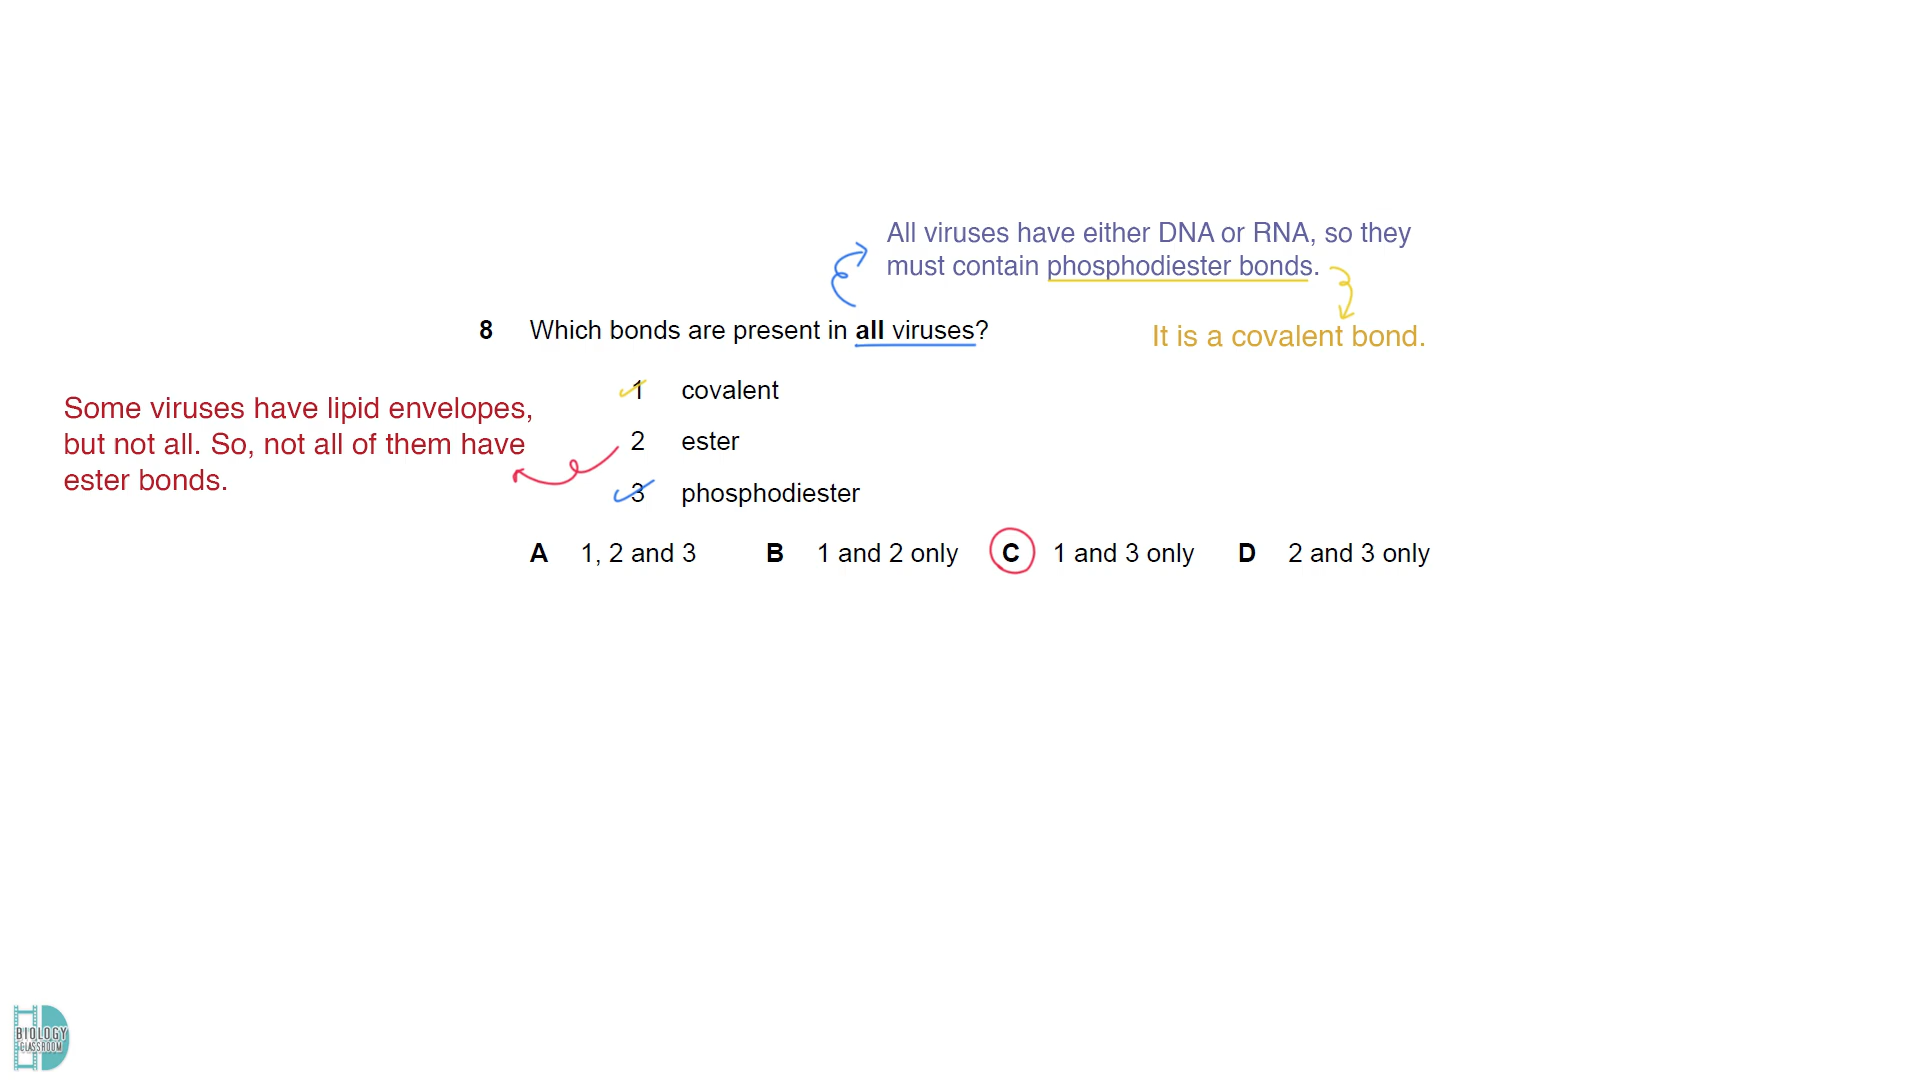 All viruses have either DNA or RNA, so they
must contain phosphodiester bonds.
8 Which bonds are present in all viruses?
It is a covalent bond.
1 covalent
Some viruses have lipid envelopes,
but not all. So, not all of them have
ester bonds.
2 ester
3 phosphodiester
A 1, 2 and 3 B 1 and 2 only C 1 and 3 only D 2 and 3 only
BIOLOGY
CLASSROOM